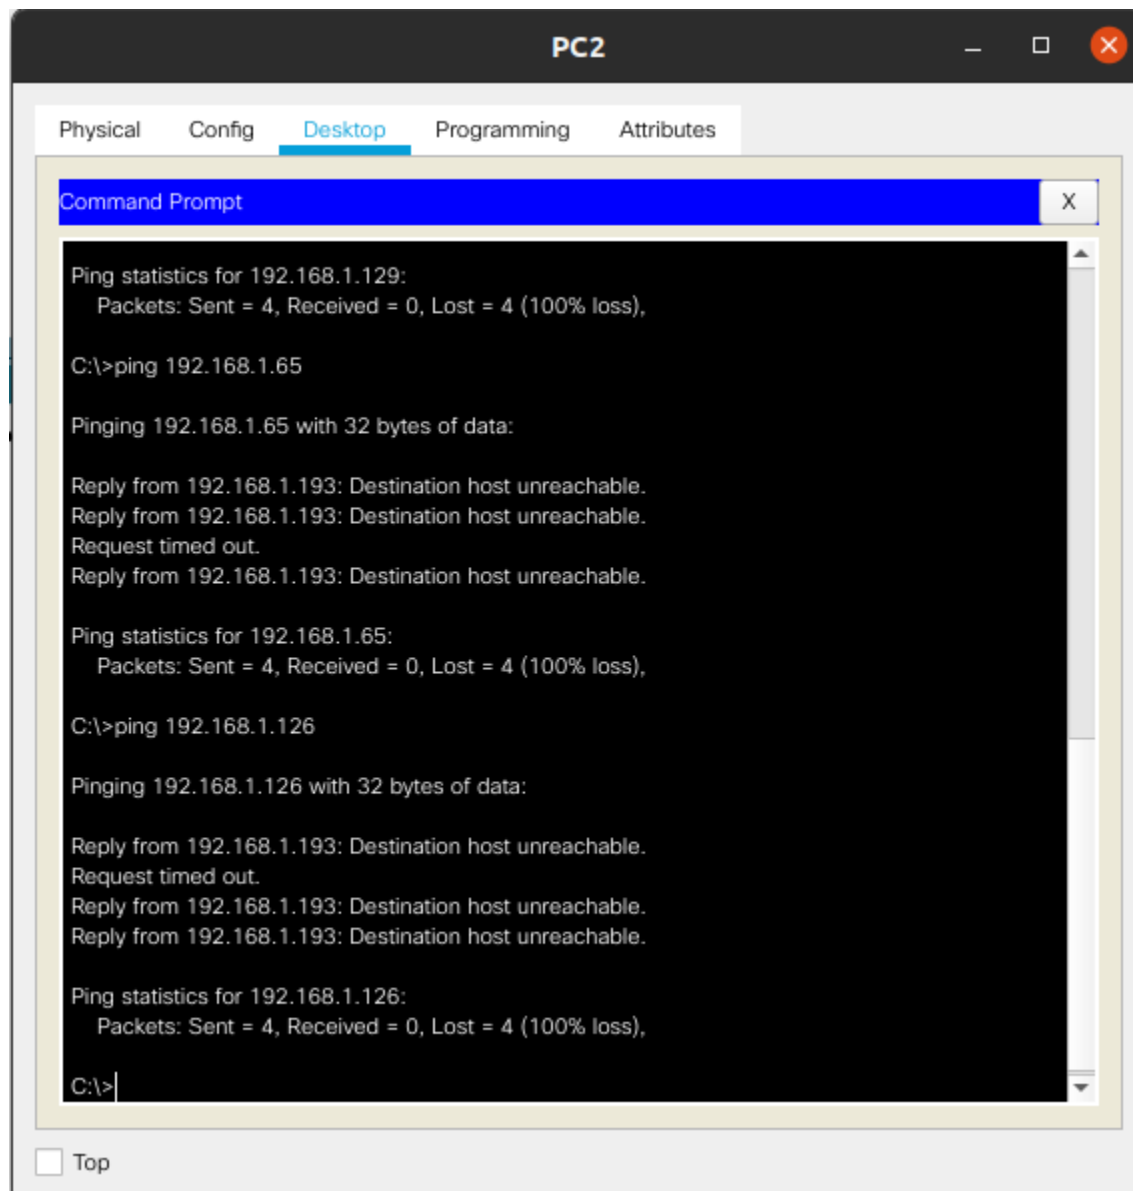 PC2
Physical Config Desktop Programming Attributes
Command Prompt X
Ping statistics for 192.168.1.129:
Packets: Sent = 4, Received = 0, Lost = 4 (100% loss),
C:\>ping 192.168.1.65
Pinging 192.168.1.65 with 32 bytes of data:
Reply from 192.168.1.193: Destination host unreachable.
Reply from 192.168.1.193: Destination host unreachable.
Request timed out.
Reply from 192.168.1.193: Destination host unreachable.
Ping statistics for 192.168.1.65:
Packets: Sent = 4, Received = 0, Lost = 4 (100% loss),
C:\>ping 192.168.1.126
Pinging 192.168.1.126 with 32 bytes of data:
Reply from 192.168.1.193: Destination host unreachable.
Request timed out.
Reply from 192.168.1.193: Destination host unreachable.
Reply from 192.168.1.193: Destination host unreachable.
Ping statistics for 192.168.1.126:
Packets: Sent = 4, Received = 0, Lost = 4 (100% loss),
C:\>
Top